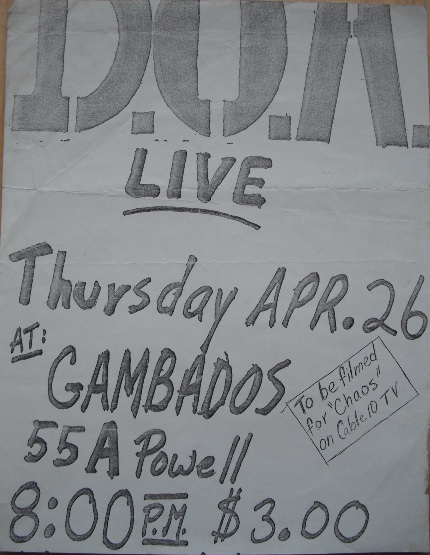 D.O.A.
LIVE
Thursday APR. 26
AT:
GAMBADOS
To be filmed
for "Chaos"
on Cable 10 TV
55A Powell
8:00 P.M. $3.00